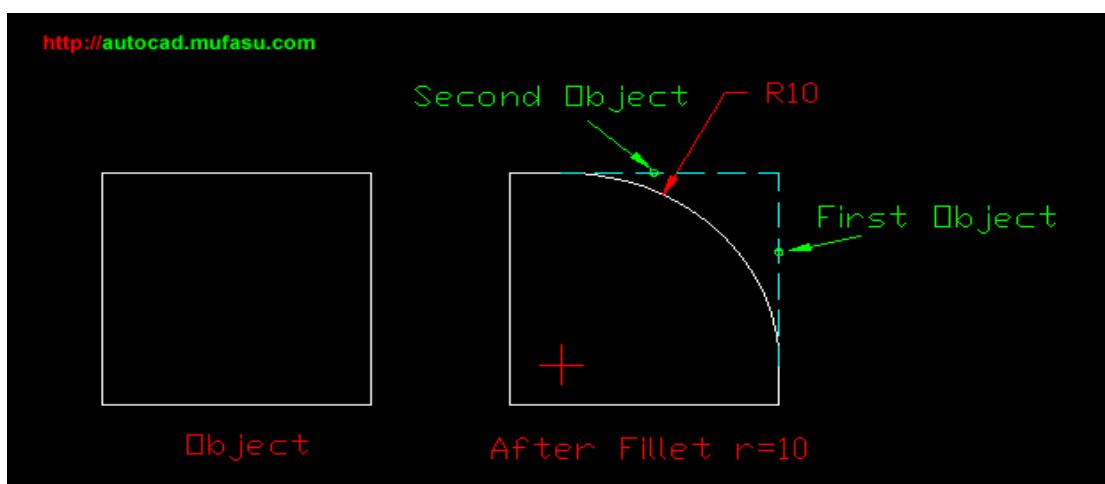 http://autocad.mufasu.com
Second Object
R10
First Object
Object
After Fillet r=10